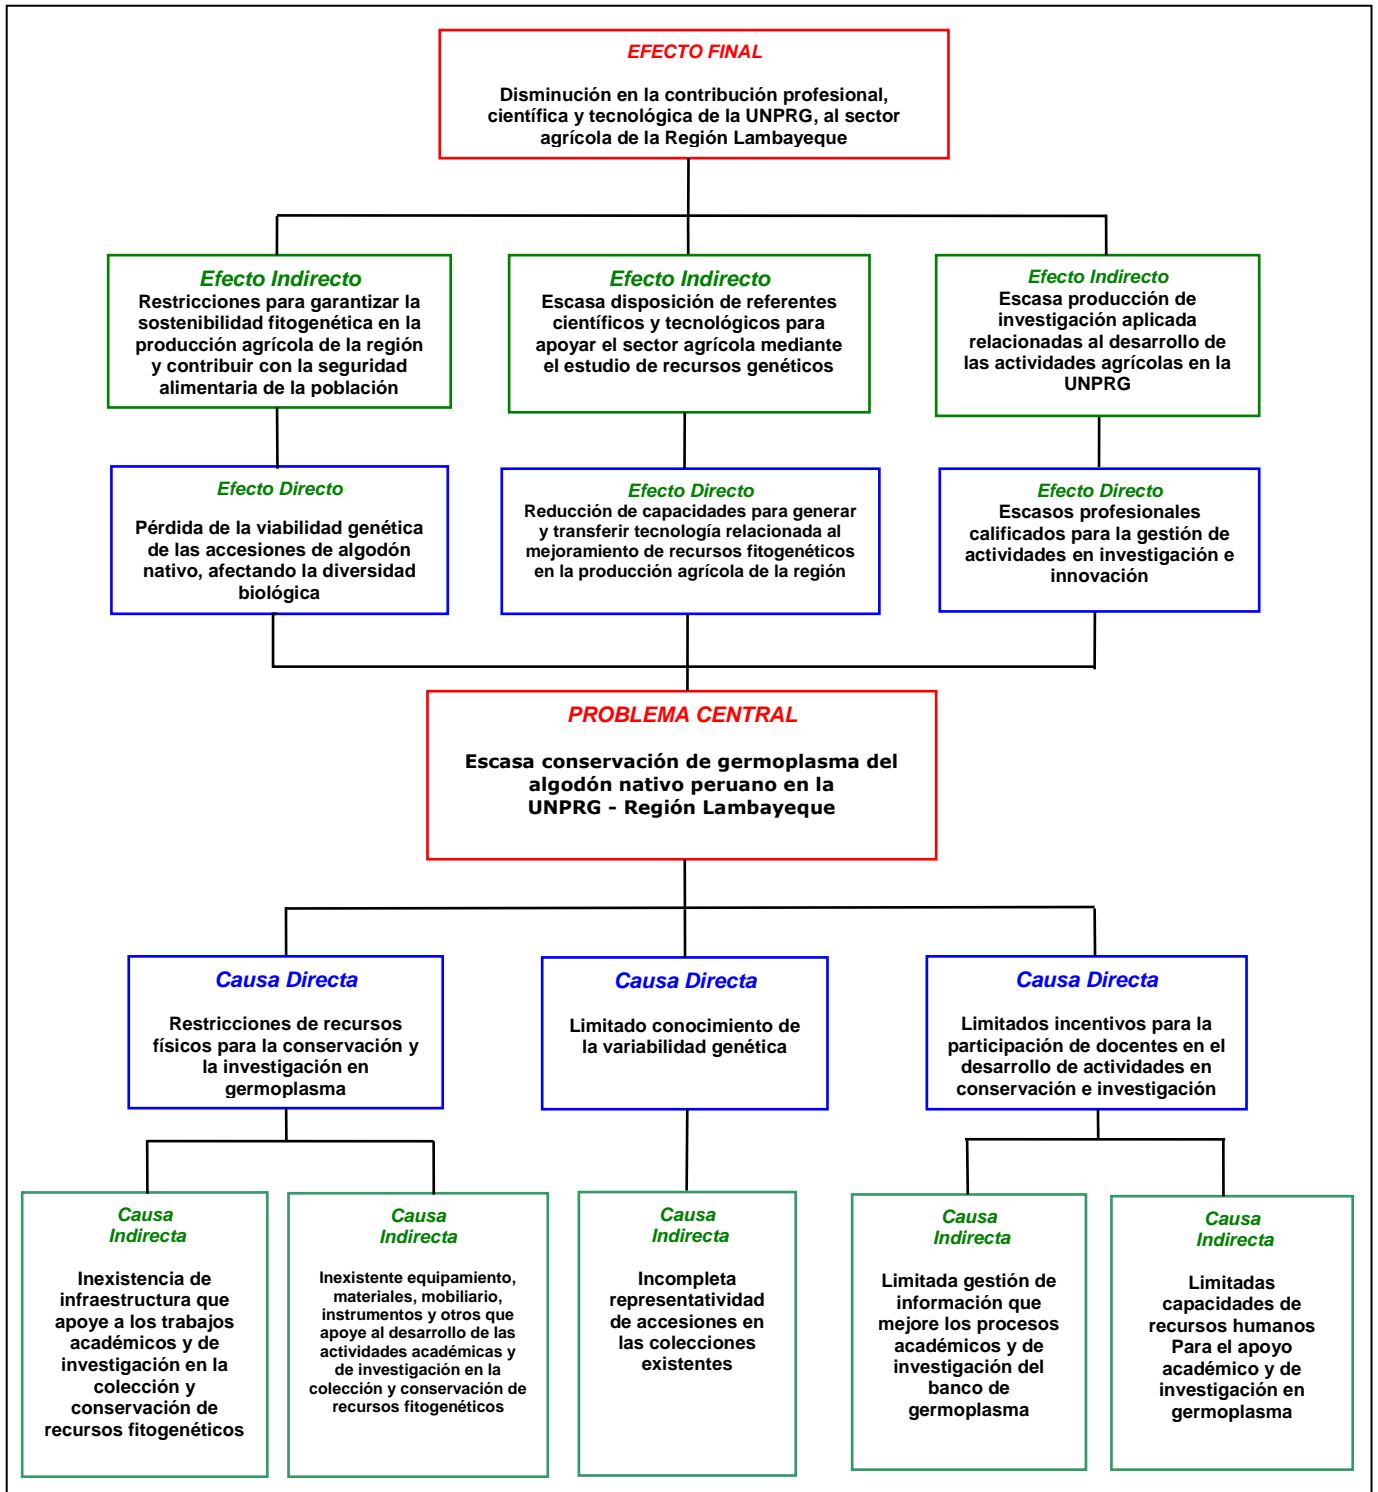 EFECTO FINAL
Disminución en la contribución profesional,
científica y tecnológica de la UNPRG, al sector
agrícola de la Región Lambayeque
Efecto Indirecto
Restricciones para garantizar la
sostenibilidad fitogenética en la
producción agrícola de la región
y contribuir con la seguridad
alimentaria de la población
Efecto Indirecto
Escasa disposición de referentes
científicos y tecnológicos para
apoyar el sector agrícola mediante
el estudio de recursos genéticos
Efecto Indirecto
Escasa producción de
investigación aplicada
relacionadas al desarrollo de
las actividades agrícolas en la
UNPRG
Efecto Directo
Pérdida de la viabilidad genética
de las accesiones de algodón
nativo, afectando la diversidad
biológica
Efecto Directo
Reducción de capacidades para generar
y transferir tecnología relacionada al
mejoramiento de recursos fitogenéticos
en la producción agrícola de la región
Efecto Directo
Escasos profesionales
calificados para la gestión de
actividades en investigación e
innovación
PROBLEMA CENTRAL
Escasa conservación de germoplasma del
algodón nativo peruano en la
UNPRG - Región Lambayeque
Causa Directa
Restricciones de recursos
físicos para la conservación y
la investigación en
germoplasma
Causa Directa
Limitado conocimiento de
la variabilidad genética
Causa Directa
Limitados incentivos para la
participación de docentes en el
desarrollo de actividades en
conservación e investigación
Causa
Indirecta
Inexistencia de
infraestructura que
apoye a los trabajos
académicos y de
investigación en la
colección y
conservación de
recursos fitogenéticos
Causa
Indirecta
Inexistente equipamiento,
materiales, mobiliario,
instrumentos y otros que
apoye al desarrollo de las
actividades académicas y
de investigación en la
colección y conservación de
recursos fitogenéticos
Causa
Indirecta
Incompleta
representatividad
de accesiones en
las colecciones
existentes
Causa
Indirecta
Limitada gestión de
información que
mejore los procesos
académicos y de
investigación del
banco de
germoplasma
Causa
Indirecta
Limitadas
capacidades de
recursos humanos
Para el apoyo
académico y de
investigación en
germoplasma